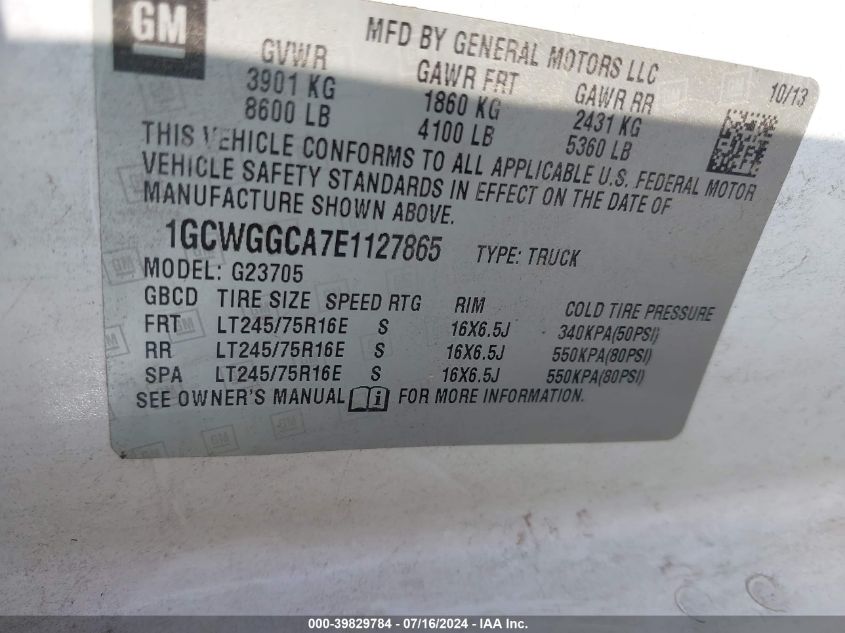 GM
MFD BY GENERAL MOTORS LLC
10/13
GVWR GAWR FRT GAWR RR
3901 KG 1860 KG 2431 KG
8600 LB 4100 LB 5360 LB
THIS VEHICLE CONFORMS TO ALL APPLICABLE U.S. FEDERAL MOTOR
VEHICLE SAFETY STANDARDS IN EFFECT ON THE DATE OF
MANUFACTURE SHOWN ABOVE.
1GCWGGCA7E1127865 TYPE: TRUCK
MODEL: G23705
GBCD TIRE SIZE SPEED RTG RIM COLD TIRE PRESSURE
FRT LT245/75R16E S 16X6.5J 340KPA(50PSI)
RR LT245/75R16E S 16X6.5J 550KPA(80PSI)
SPA LT245/75R16E S 16X6.5J 550KPA(80PSI)
SEE OWNER'S MANUAL i FOR MORE INFORMATION.
000-39829784 - 07/16/2024 - IAAI.com.